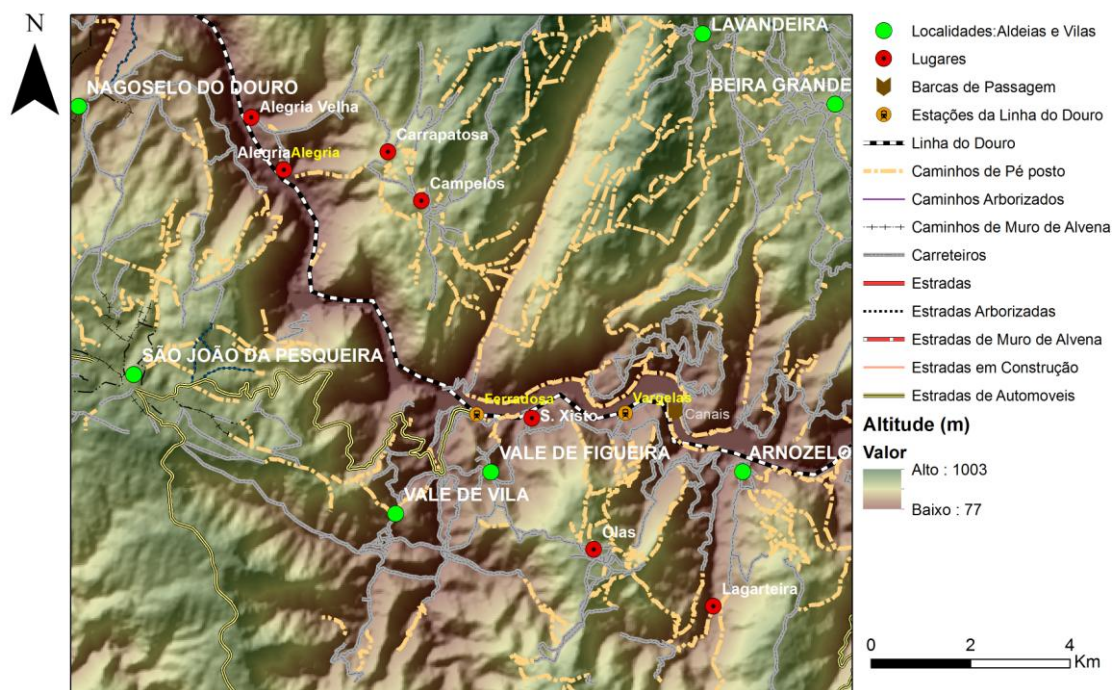 N
LAVANDEIRA
NAGOSELO DO DOURO
BEIRA GRANDE
Alegria Velha
Carrapatosa
Alegria
Alegria
Campelos
SÃO JOÃO DA PESQUEIRA
Ferradosa
Vargelas
S. Xisto
Canais
VALE DE FIGUEIRA
ARNOZELO
VALE DE VILA
Olas
Lagarteira
Localidades:Aldeias e Vilas
Lugares
Barcas de Passagem
Estações da Linha do Douro
Linha do Douro
Caminhos de Pé posto
Caminhos Arborizados
Caminhos de Muro de Alvena
Carreteiros
Estradas
Estradas Arborizadas
Estradas de Muro de Alvena
Estradas em Construção
Estradas de Automoveis
Altitude (m)
Valor
Alto : 1003
Baixo : 77
0 2 4
Km